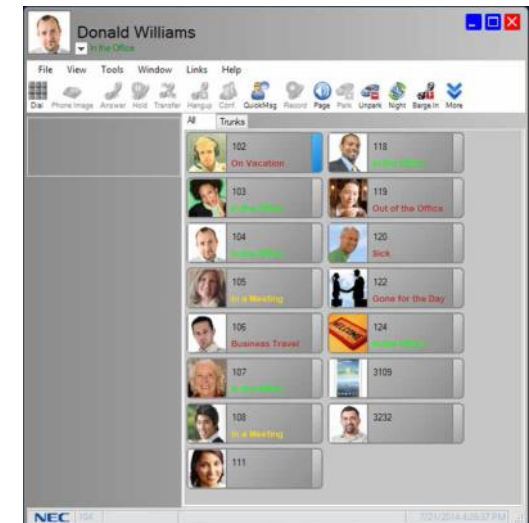 Donald Williams
In the Office
File View Tools Window Links Help
Dial Phone Image Answer Hold Transfer Hangup Conf. QuickMsg Record Page Park Unpark Night Barge In More
All Trunks
102
On Vacation
118
In the Office
103
In the Office
119
Out of the Office
104
In the Office
120
Sick
105
In a Meeting
122
Gone for the Day
106
Business Travel
124
In the Office
107
In the Office
3109
108
In a Meeting
3232
111
WELCOME
NEC 104 7/21/2014 4:26:37 PM